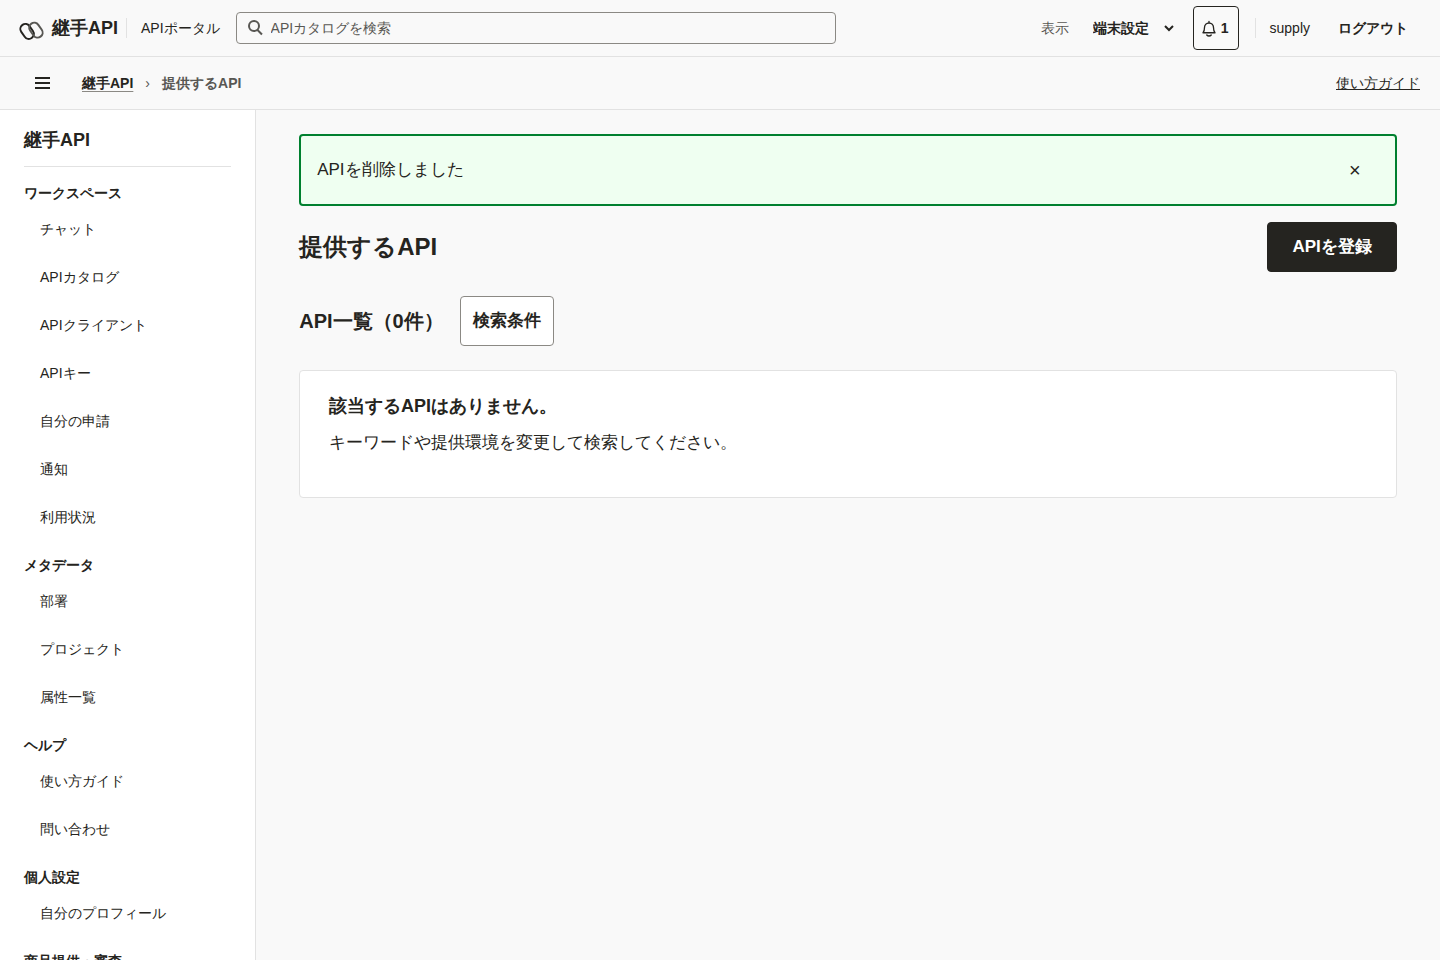 継手API
APIポータル
APIカタログを検索
表示
端末設定
1
supply
ログアウト
継手API › 提供するAPI
使い方ガイド
継手API
ワークスペース
チャット
APIカタログ
APIクライアント
APIキー
自分の申請
通知
利用状況
メタデータ
部署
プロジェクト
属性一覧
ヘルプ
使い方ガイド
問い合わせ
個人設定
自分のプロフィール
商品提供・審査
APIを削除しました
×
提供するAPI
APIを登録
API一覧（0件）
検索条件
該当するAPIはありません。
キーワードや提供環境を変更して検索してください。